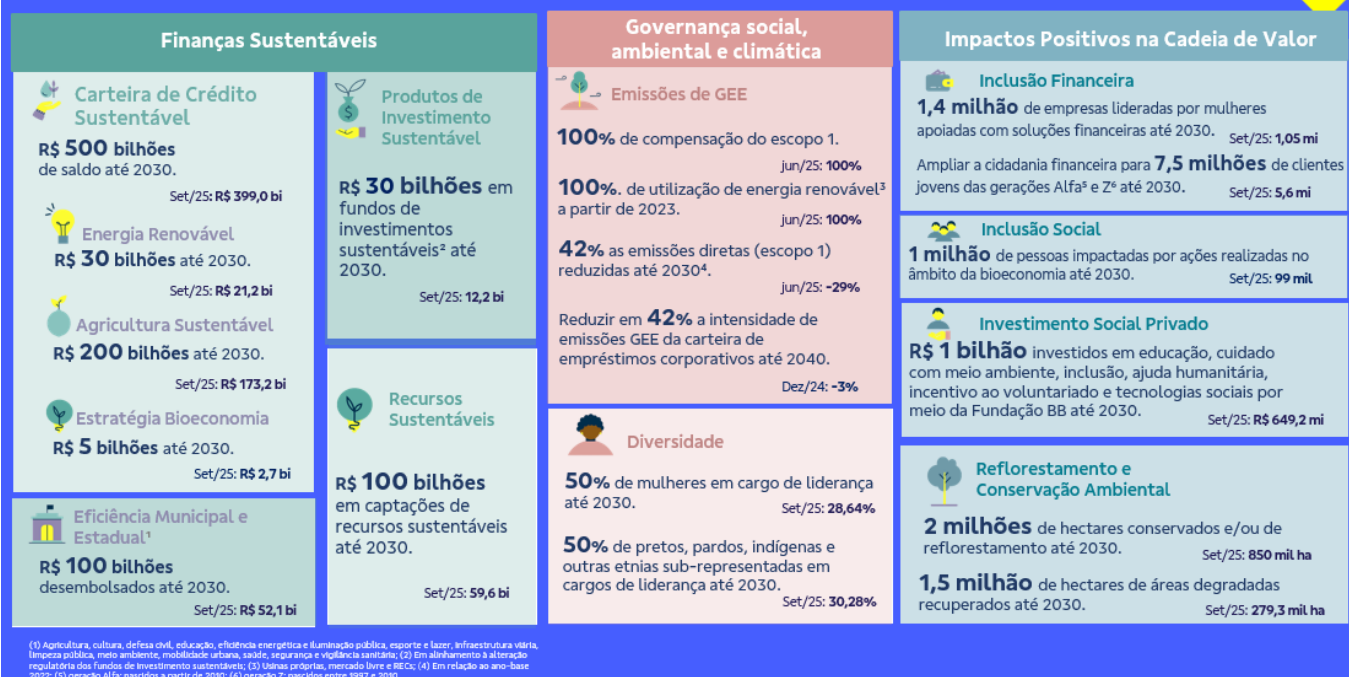 Finanças Sustentáveis
Carteira de Crédito
Sustentável
R$ 500 bilhões
de saldo até 2030.
Set/25: R$ 399,0 bi
Energia Renovável
R$ 30 bilhões até 2030.
Set/25: R$ 21,2 bi
Agricultura Sustentável
R$ 200 bilhões até 2030.
Set/25: R$ 173,2 bi
Estratégia Bioeconomia
R$ 5 bilhões até 2030.
Set/25: R$ 2,7 bi
Eficiência Municipal e
Estadual¹
R$ 100 bilhões
desembolsados até 2030.
Set/25: R$ 52,1 bi
Produtos de
Investimento
Sustentável
R$ 30 bilhões em
fundos de
investimentos
sustentáveis² até
2030.
Set/25: 12,2 bi
Recursos
Sustentáveis
R$ 100 bilhões
em captações de
recursos sustentáveis
até 2030.
Set/25: 59,6 bi
Governança social,
ambiental e climática
Emissões de GEE
100% de compensação do escopo 1.
jun/25: 100%
100%. de utilização de energia renovável³
a partir de 2023.
jun/25: 100%
42% as emissões diretas (escopo 1)
reduzidas até 2030⁴.
jun/25: -29%
Reduzir em 42% a intensidade de
emissões GEE da carteira de
empréstimos corporativos até 2040.
Dez/24: -3%
Diversidade
50% de mulheres em cargo de liderança
até 2030.
Set/25: 28,64%
50% de pretos, pardos, indígenas e
outras etnias sub-representadas em
cargos de liderança até 2030.
Set/25: 30,28%
Impactos Positivos na Cadeia de Valor
Inclusão Financeira
1,4 milhão de empresas lideradas por mulheres
apoiadas com soluções financeiras até 2030.
Set/25: 1,05 mi
Ampliar a cidadania financeira para 7,5 milhões de clientes
jovens das gerações Alfa⁵ e Z⁶ até 2030.
Set/25: 5,6 mi
Inclusão Social
1 milhão de pessoas impactadas por ações realizadas no
âmbito da bioeconomia até 2030.
Set/25: 99 mil
Investimento Social Privado
R$ 1 bilhão investidos em educação, cuidado
com meio ambiente, inclusão, ajuda humanitária,
incentivo ao voluntariado e tecnologias sociais por
meio da Fundação BB até 2030.
Set/25: R$ 649,2 mi
Reflorestamento e
Conservação Ambiental
2 milhões de hectares conservados e/ou de
reflorestamento até 2030.
Set/25: 850 mil ha
1,5 milhão de hectares de áreas degradadas
recuperados até 2030.
Set/25: 279,3 mil ha
(1) Agricultura, cultura, defesa civil, educação, eficiência energética e iluminação pública, esporte e lazer, infraestrutura viária,
limpeza pública, meio ambiente, mobilidade urbana, saúde, segurança e vigilância sanitária; (2) Em alinhamento à alteração
regulatória dos fundos de investimento sustentáveis; (3) Usinas próprias, mercado livre e RECs; (4) Em relação ao ano-base
2022; (5) geração Alfa: nascidos a partir de 2010; (6) geração Z: nascidos entre 1997 e 2010